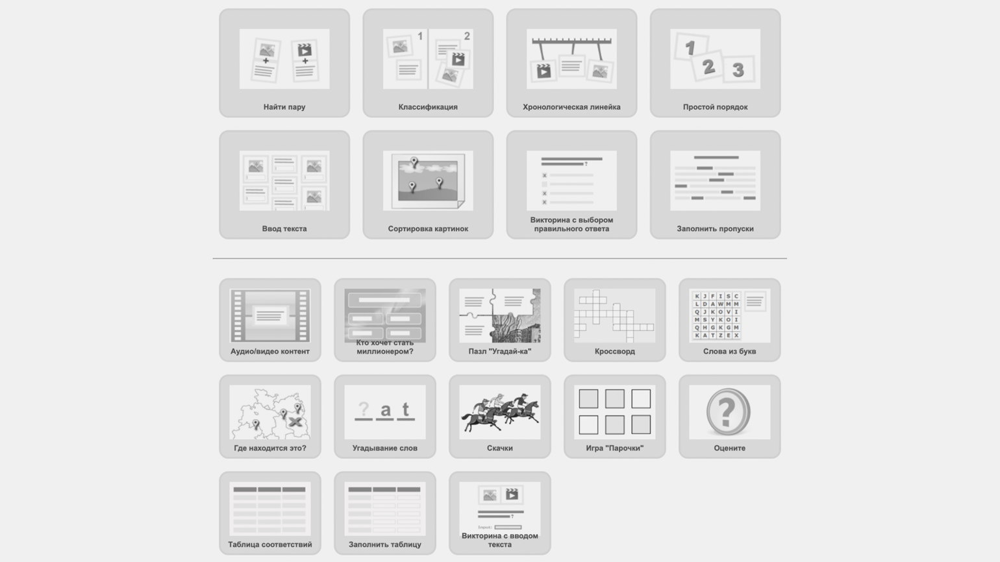 1
2
1
2
3
Найти пару
Классификация
Хронологическая линейка
Простой порядок
?
Ввод текста
Сортировка картинок
Викторина с выбором
правильного ответа
Заполнить пропуски
K J F I S C
L D A W M M
Q J K O V I
M S Y K O I
Q H G K G M
K A T Z E X
Аудио/видео контент
Кто хочет стать
миллионером?
Пазл "Угадай-ка"
Кроссворд
Слова из букв
? a t
?
Где находится это?
Угадывание слов
Скачки
Игра "Парочки"
Оцените
?
Input:
Таблица соответствий
Заполнить таблицу
Викторина с вводом
текста